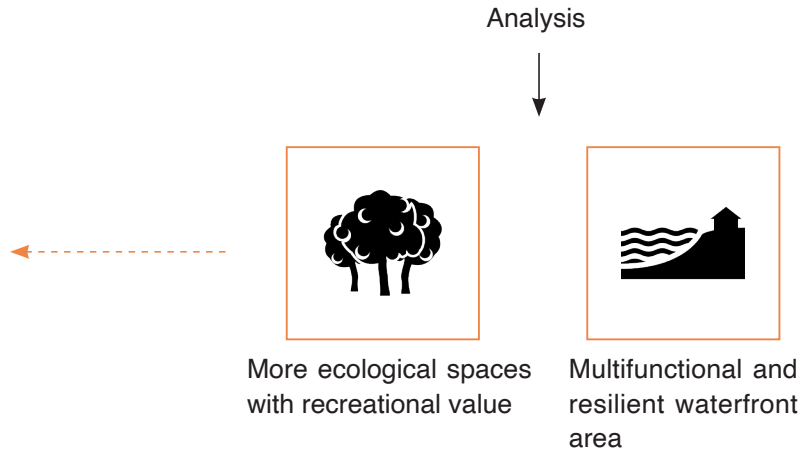 Analysis
More ecological spaces
with recreational value
Multifunctional and
resilient waterfront
area